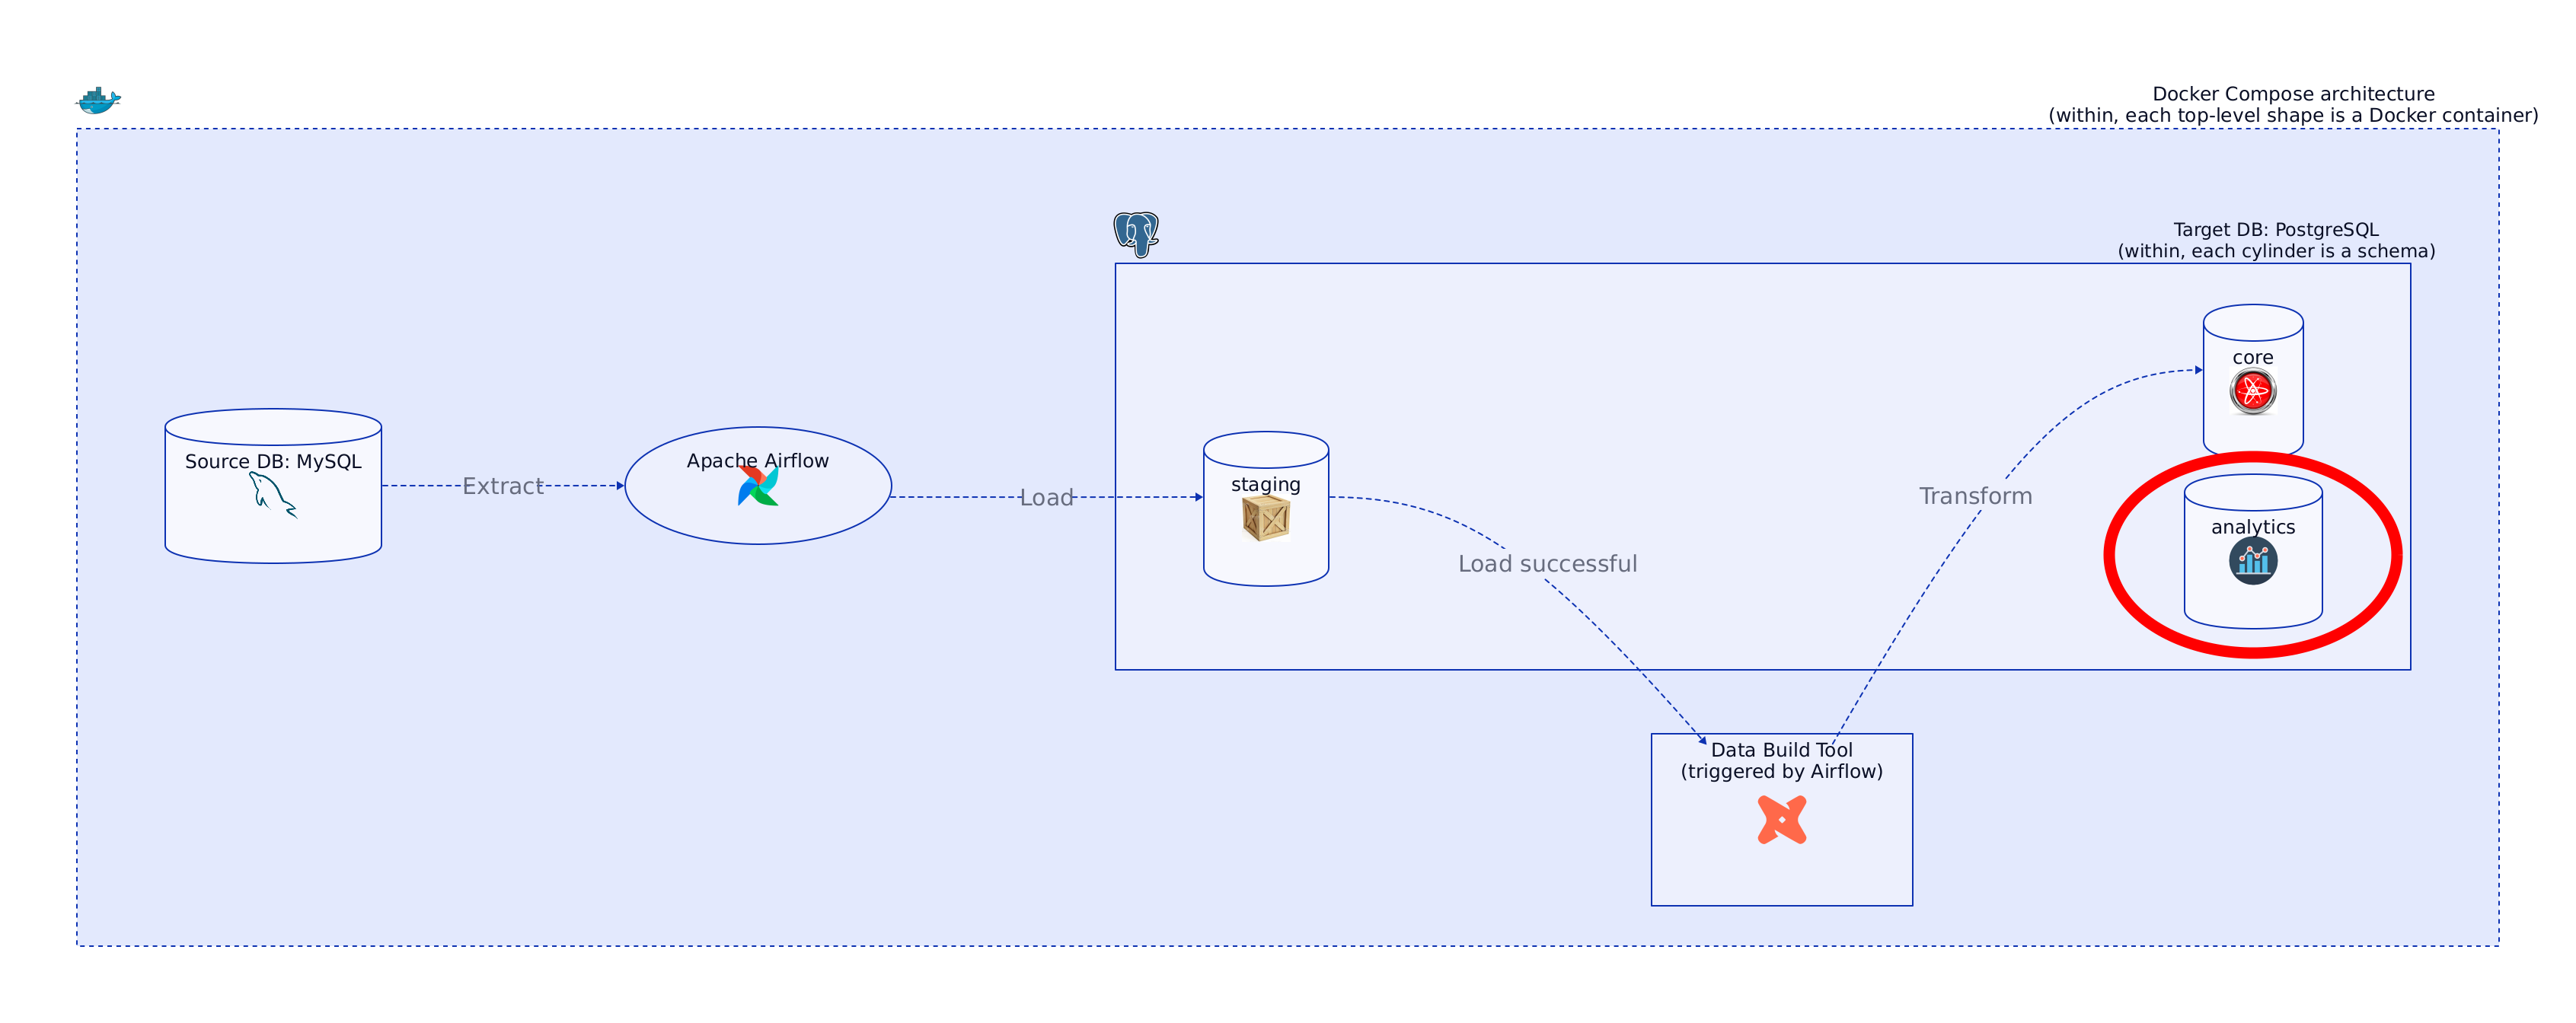 Docker Compose architecture
(within, each top-level shape is a Docker container)
Target DB: PostgreSQL
(within, each cylinder is a schema)
core
Source DB: MySQL
Extract
Apache Airflow
Load
staging
Load successful
Transform
analytics
Data Build Tool
(triggered by Airflow)